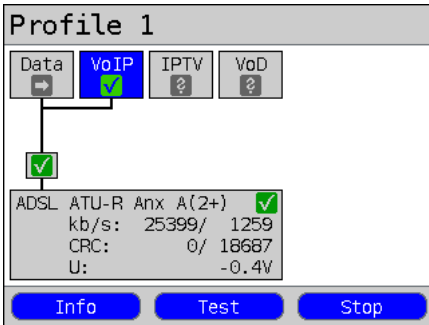 Profile 1
Data VoIP IPTV VoD
? ?
ADSL ATU-R Anx A(2+)
kb/s: 25399/ 1259
CRC: 0/ 18687
U: -0.4V
Info Test Stop